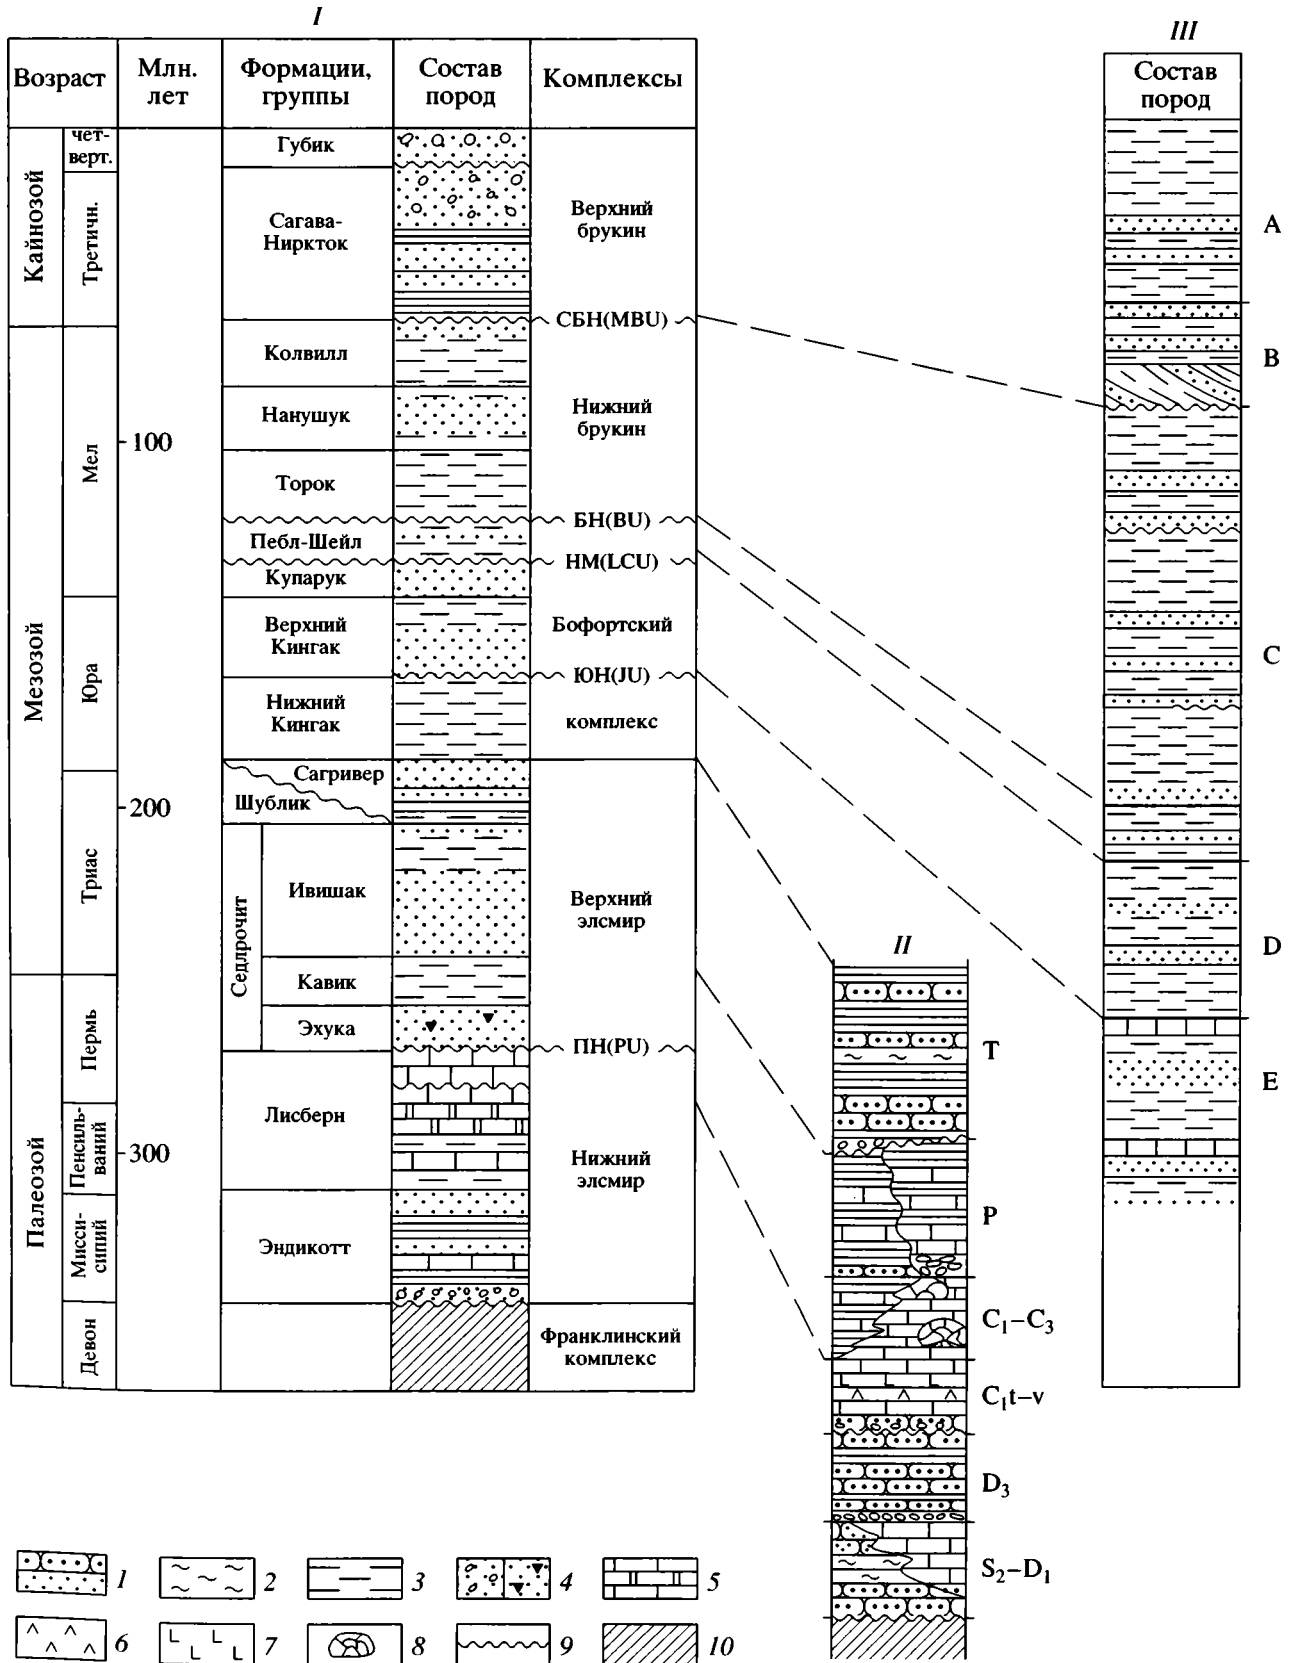 I
Возраст
Млн.
лет
Формации,
группы
Состав
пород
Комплексы
Кайнозой
чет-
верт.
Третичн.
Мезозой
Мел
Юра
Триас
Палеозой
Пермь
Пенсиль-
ваний
Мисси-
сипий
Девон
100
200
300
Губик
Сагава-
Ниркток
Колвилл
Нанушук
Торок
Пебл-Шейл
Купарук
Верхний
Кингак
Нижний
Кингак
Сагривер
Шублик
Седлрочит
Ивишак
Кавик
Эхука
Лисберн
Эндикотт
Верхний
брукин
СБН(MBU)
Нижний
брукин
БН(BU)
НМ(LCU)
Бофортский
ЮН(JU)
комплекс
Верхний
элсмир
ПН(PU)
Нижний
элсмир
Франклинский
комплекс
II
T
P
C₁–C₃
C₁t–v
D₃
S₂–D₁
III
Состав
пород
A
B
C
D
E
1
2
3
4
5
6
7
8
9
10